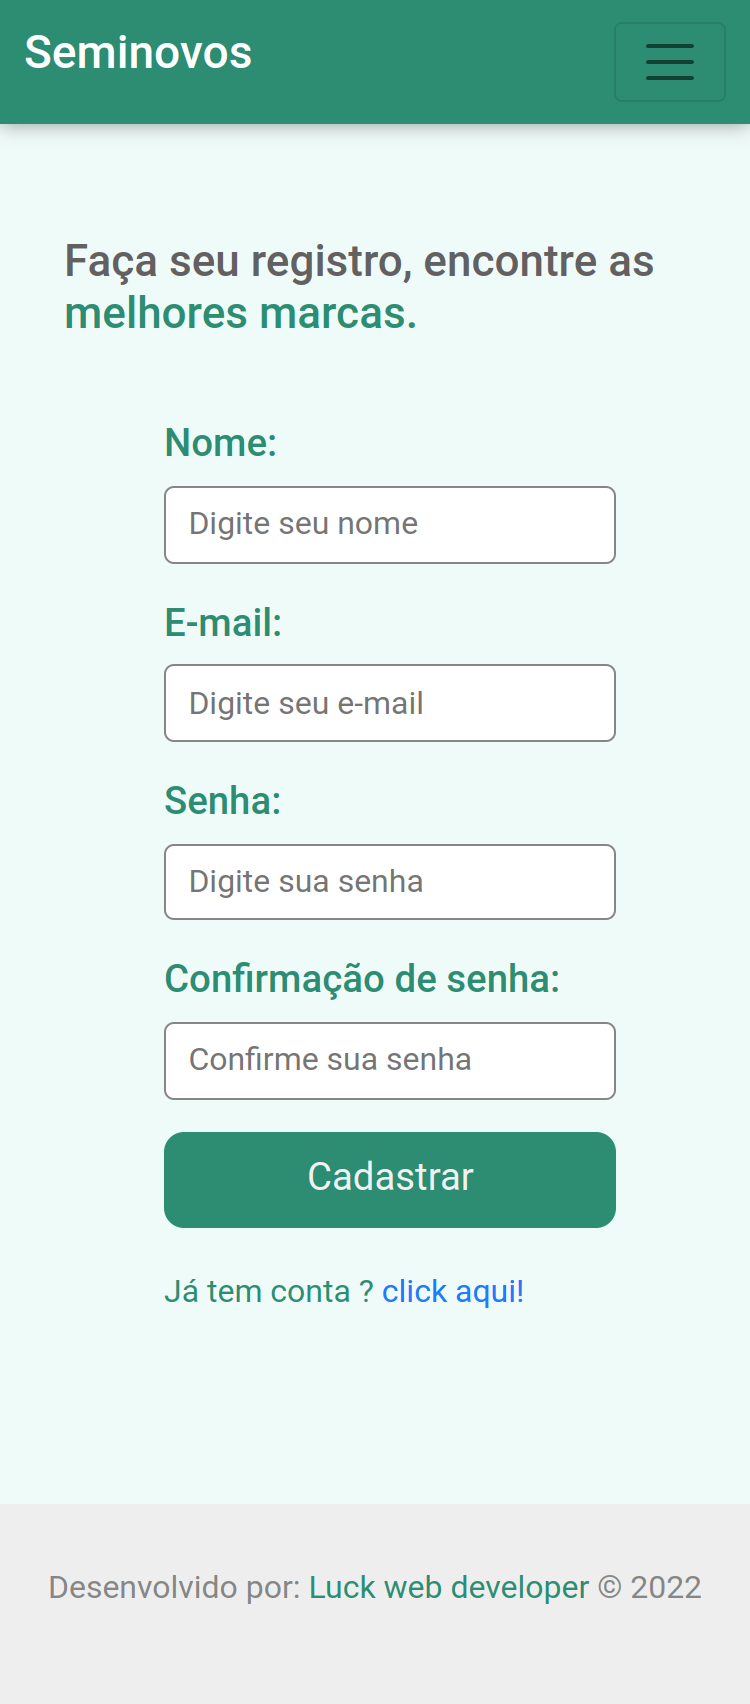 Seminovos
Faça seu registro, encontre as
melhores marcas.
Nome:
Digite seu nome
E-mail:
Digite seu e-mail
Senha:
Digite sua senha
Confirmação de senha:
Confirme sua senha
Cadastrar
Já tem conta ? click aqui!
Desenvolvido por: Luck web developer © 2022